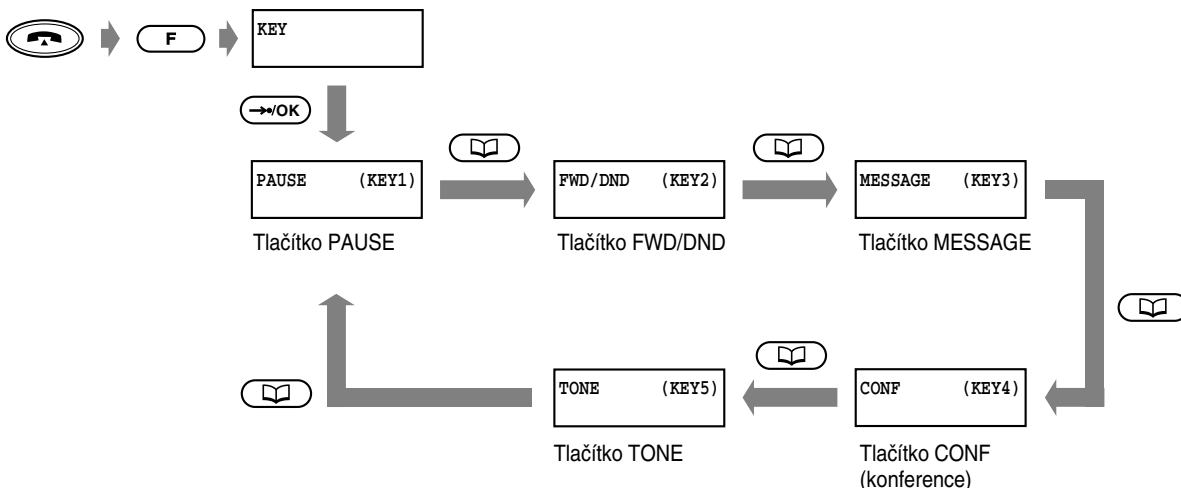 F
KEY
/OK
PAUSE (KEY1)
FWD/DND (KEY2)
MESSAGE (KEY3)
Tlačítko PAUSE
Tlačítko FWD/DND
Tlačítko MESSAGE
TONE (KEY5)
CONF (KEY4)
Tlačítko TONE
Tlačítko CONF
(konference)